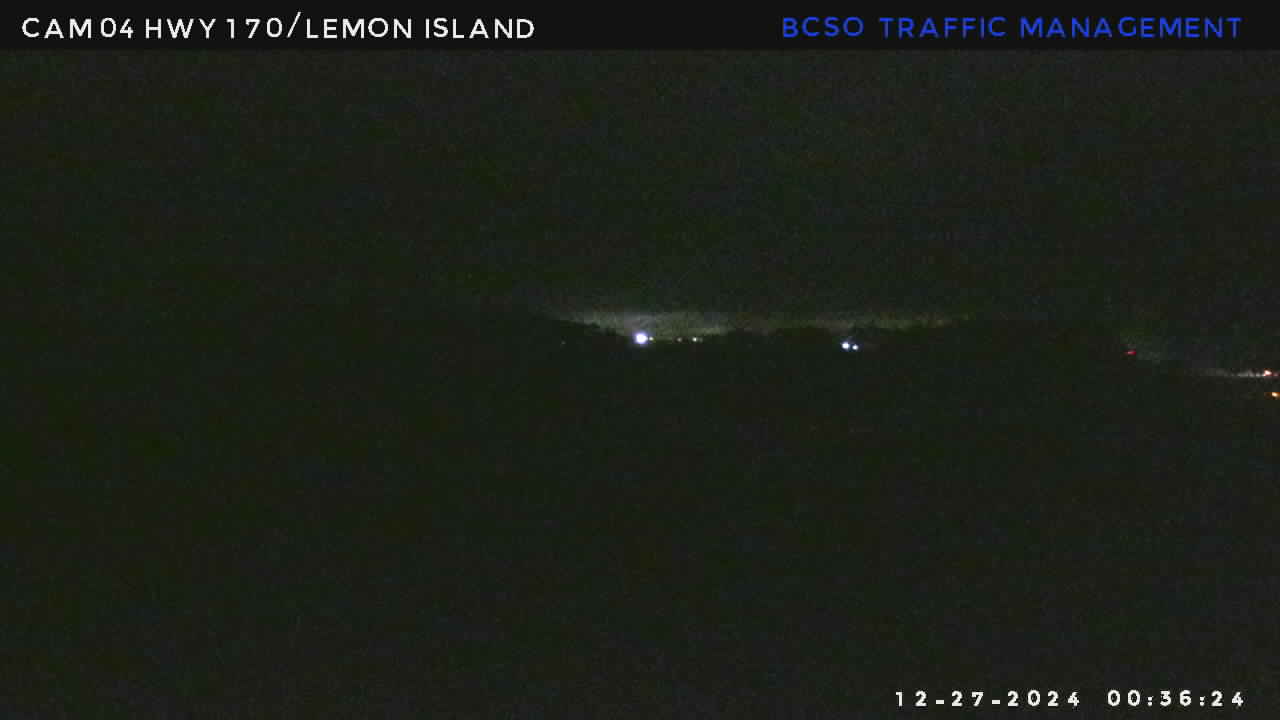 CAM04 HWY 170/LEMON ISLAND
BCSO TRAFFIC MANAGEMENT
12-27-2024 00:36:24